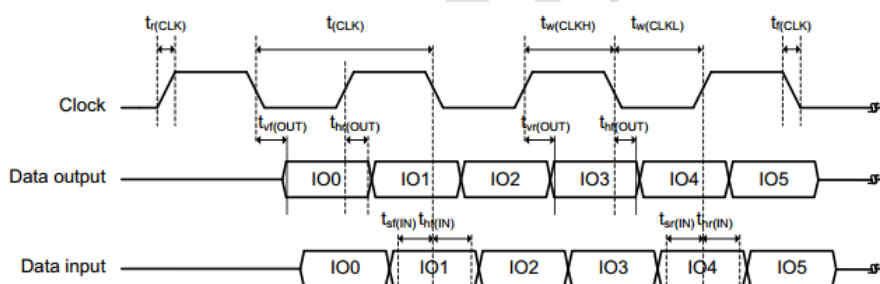 tr(CLK) t(CLK) tw(CLKH) tw(CLKL) tf(CLK)
Clock
tvf(OUT) thr(OUT) tvr(OUT) thf(OUT)
Data output IO0 IO1 IO2 IO3 IO4 IO5
tsf(IN) thf(IN) tsr(IN) thr(IN)
Data input IO0 IO1 IO2 IO3 IO4 IO5